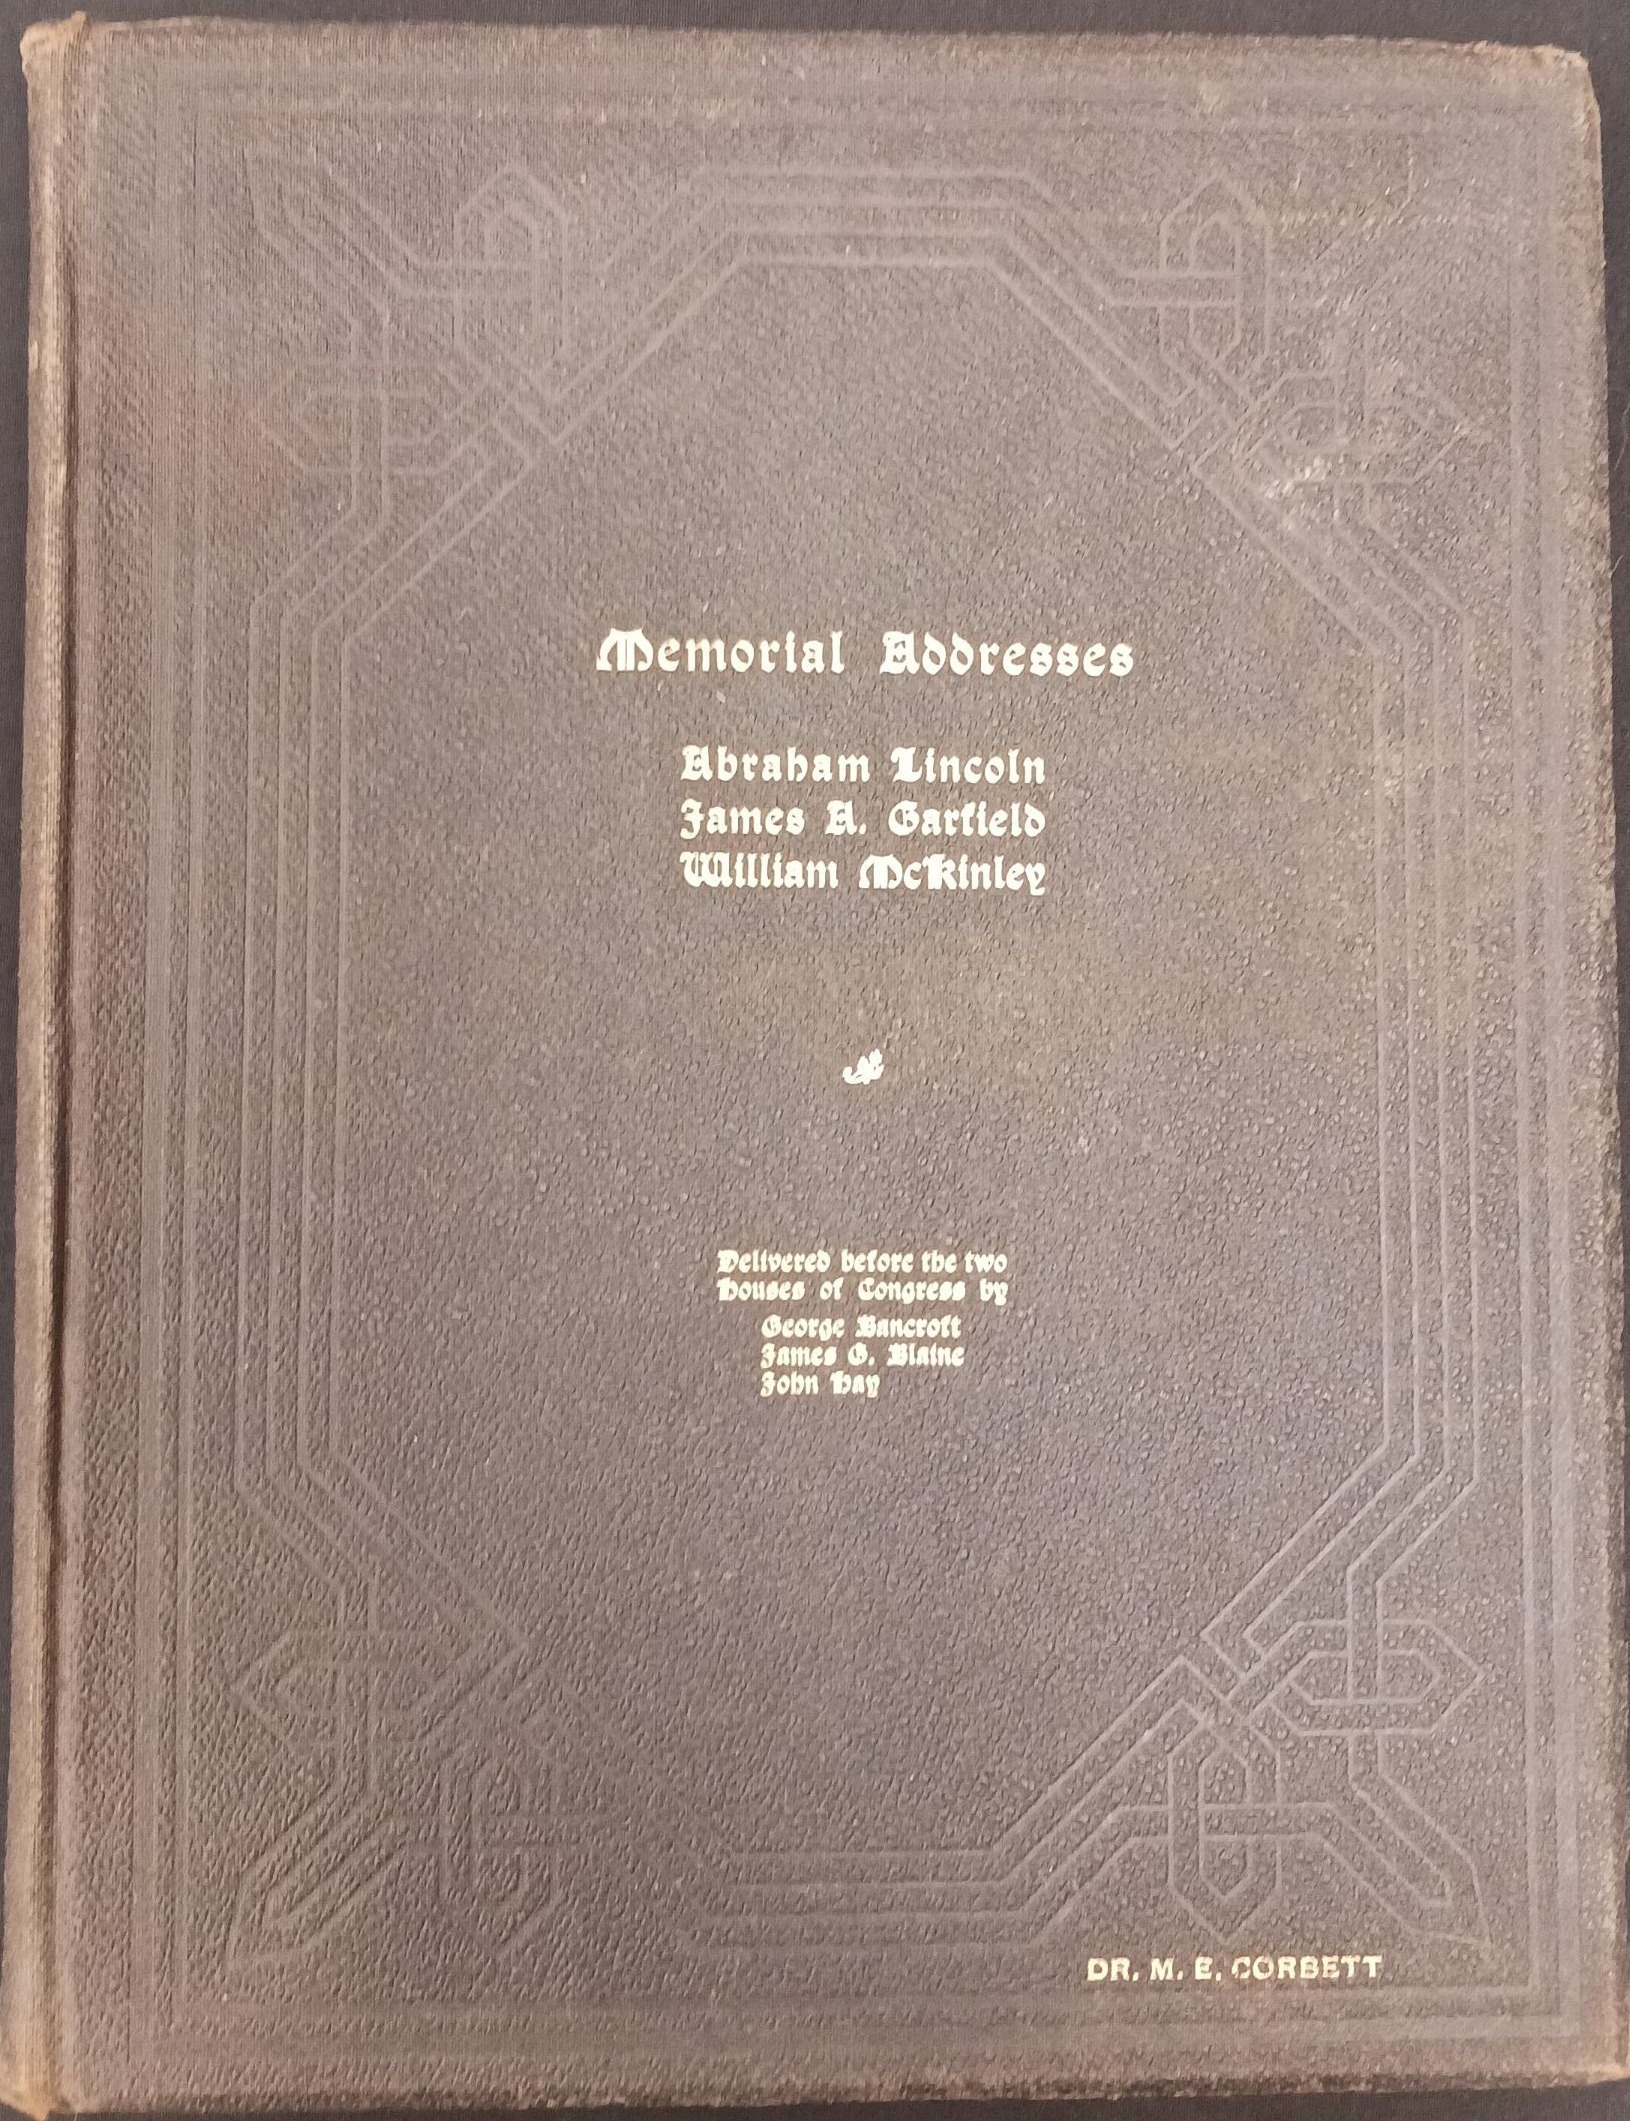 Memorial Addresses
Abraham Lincoln
James A. Garfield
William McKinley
Delivered before the two
Houses of Congress by
George Bancroft
James G. Blaine
John Hay
DR. M. E. CORBETT